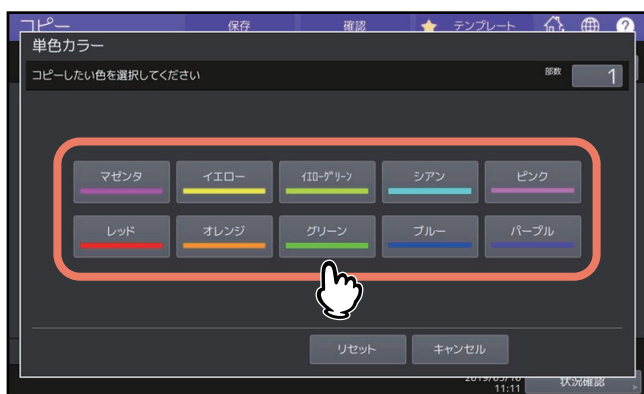 コピー 保存 確認 テンプレート ?
単色カラー
コピーしたい色を選択してください 部数 1
マゼンタ イエロー イエローグリーン シアン ピンク
レッド オレンジ グリーン ブルー パープル
リセット キャンセル
11:11 状況確認